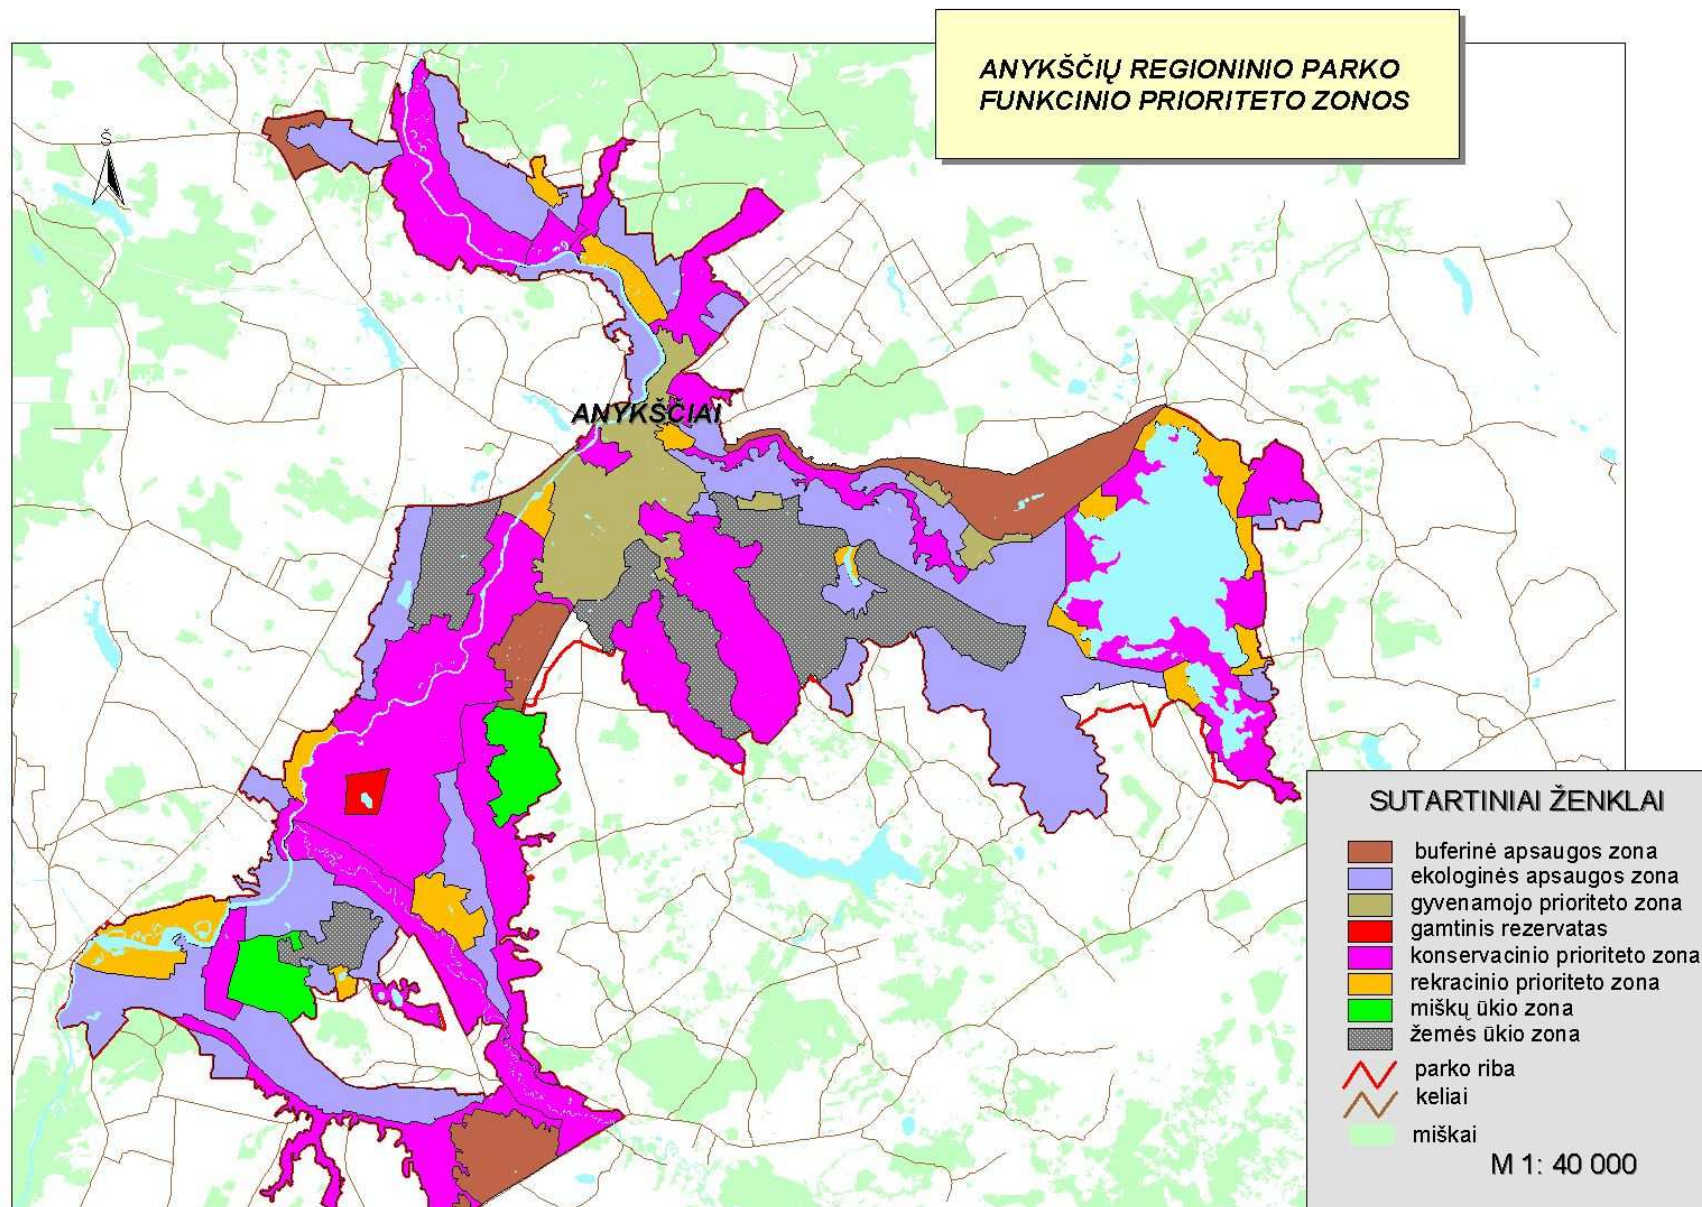 ANYKŠČIŲ REGIONINIO PARKO
FUNKCINIO PRIORITETO ZONOS
Š
ANYKŠČIAI
SUTARTINIAI ŽENKLAI
buferinė apsaugos zona
ekologinės apsaugos zona
gyvenamojo prioriteto zona
gamtinis rezervatas
konservacinio prioriteto zona
rekracinio prioriteto zona
miškų ūkio zona
žemės ūkio zona
parko riba
keliai
miškai
M 1: 40 000